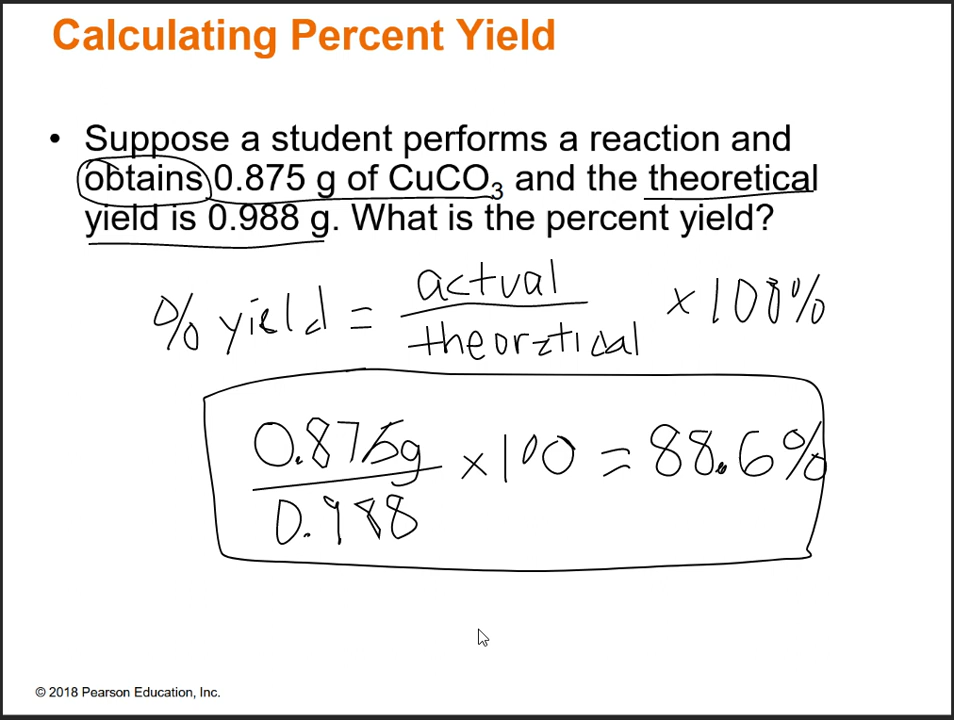 Calculating Percent Yield
• Suppose a student performs a reaction and
obtains 0.875 g of CuCO₃ and the theoretical
yield is 0.988 g. What is the percent yield?
% yield = actual / theoretical × 100%
0.875g / 0.988 × 100 = 88.6%
© 2018 Pearson Education, Inc.